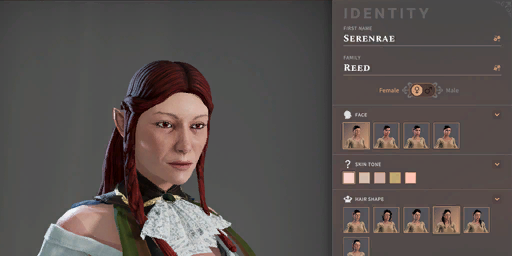 IDENTITY
FIRST NAME
SERENRAE
FAMILY
REED
Female Male
FACE
? SKIN TONE
HAIR SHAPE